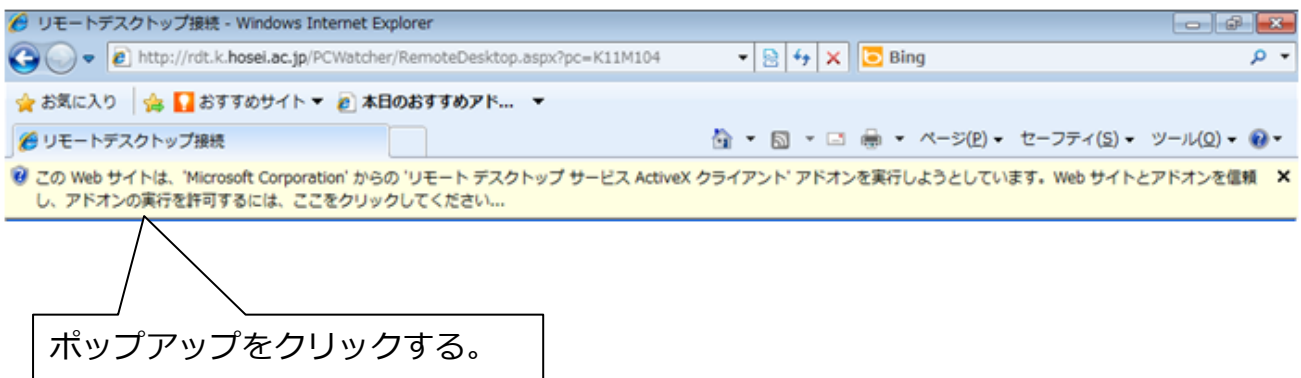 リモートデスクトップ接続 - Windows Internet Explorer
http://rdt.k.hosei.ac.jp/PCWatcher/RemoteDesktop.aspx?pc=K11M104
Bing
お気に入り
おすすめサイト
本日のおすすめアド...
リモートデスクトップ接続
ページ(P)
セーフティ(S)
ツール(O)
この Web サイトは、'Microsoft Corporation' からの 'リモート デスクトップ サービス ActiveX クライアント' アドオンを実行しようとしています。Web サイトとアドオンを信頼
し、アドオンの実行を許可するには、ここをクリックしてください...
ポップアップをクリックする。